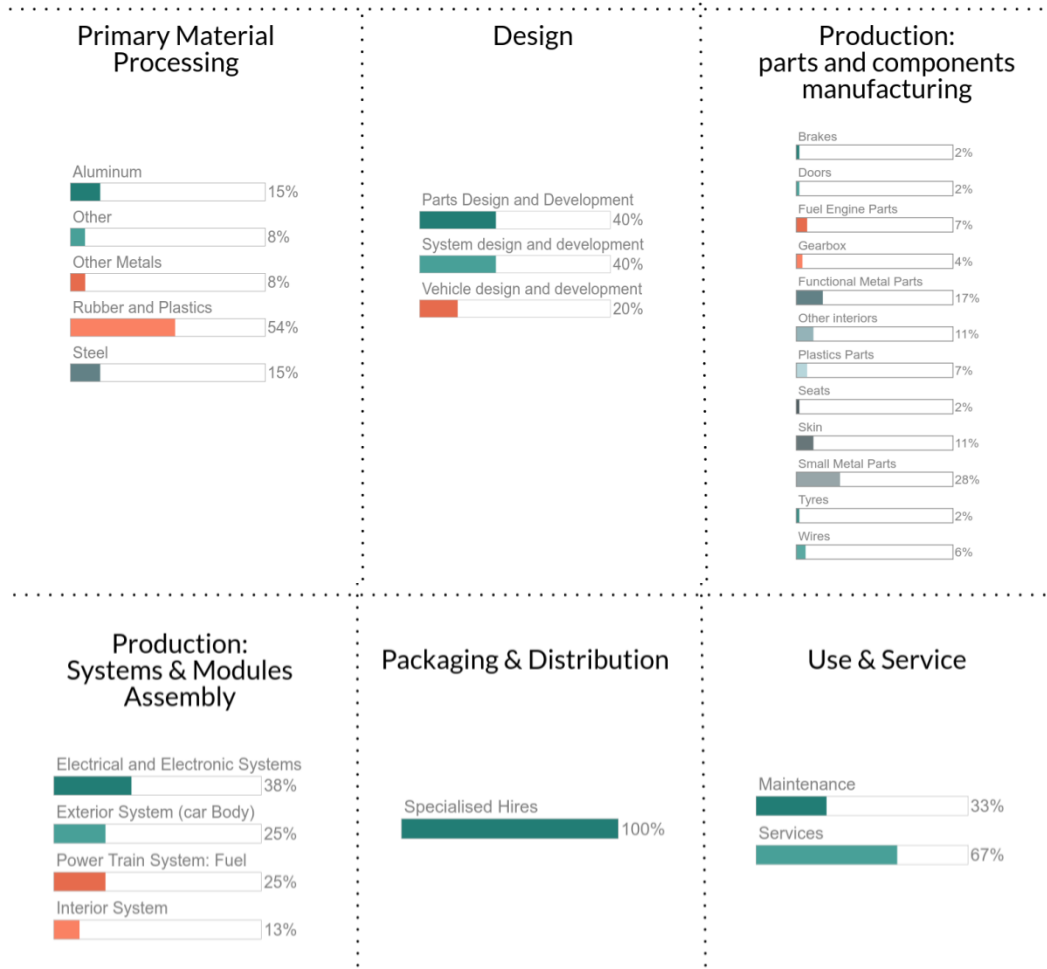 Primary Material
Processing
Aluminum
15%
Other
8%
Other Metals
8%
Rubber and Plastics
54%
Steel
15%
Design
Parts Design and Development
40%
System design and development
40%
Vehicle design and development
20%
Production:
parts and components
manufacturing
Brakes
2%
Doors
2%
Fuel Engine Parts
7%
Gearbox
4%
Functional Metal Parts
17%
Other interiors
11%
Plastics Parts
7%
Seats
2%
Skin
11%
Small Metal Parts
28%
Tyres
2%
Wires
6%
Production:
Systems & Modules
Assembly
Electrical and Electronic Systems
38%
Exterior System (car Body)
25%
Power Train System: Fuel
25%
Interior System
13%
Packaging & Distribution
Specialised Hires
100%
Use & Service
Maintenance
33%
Services
67%